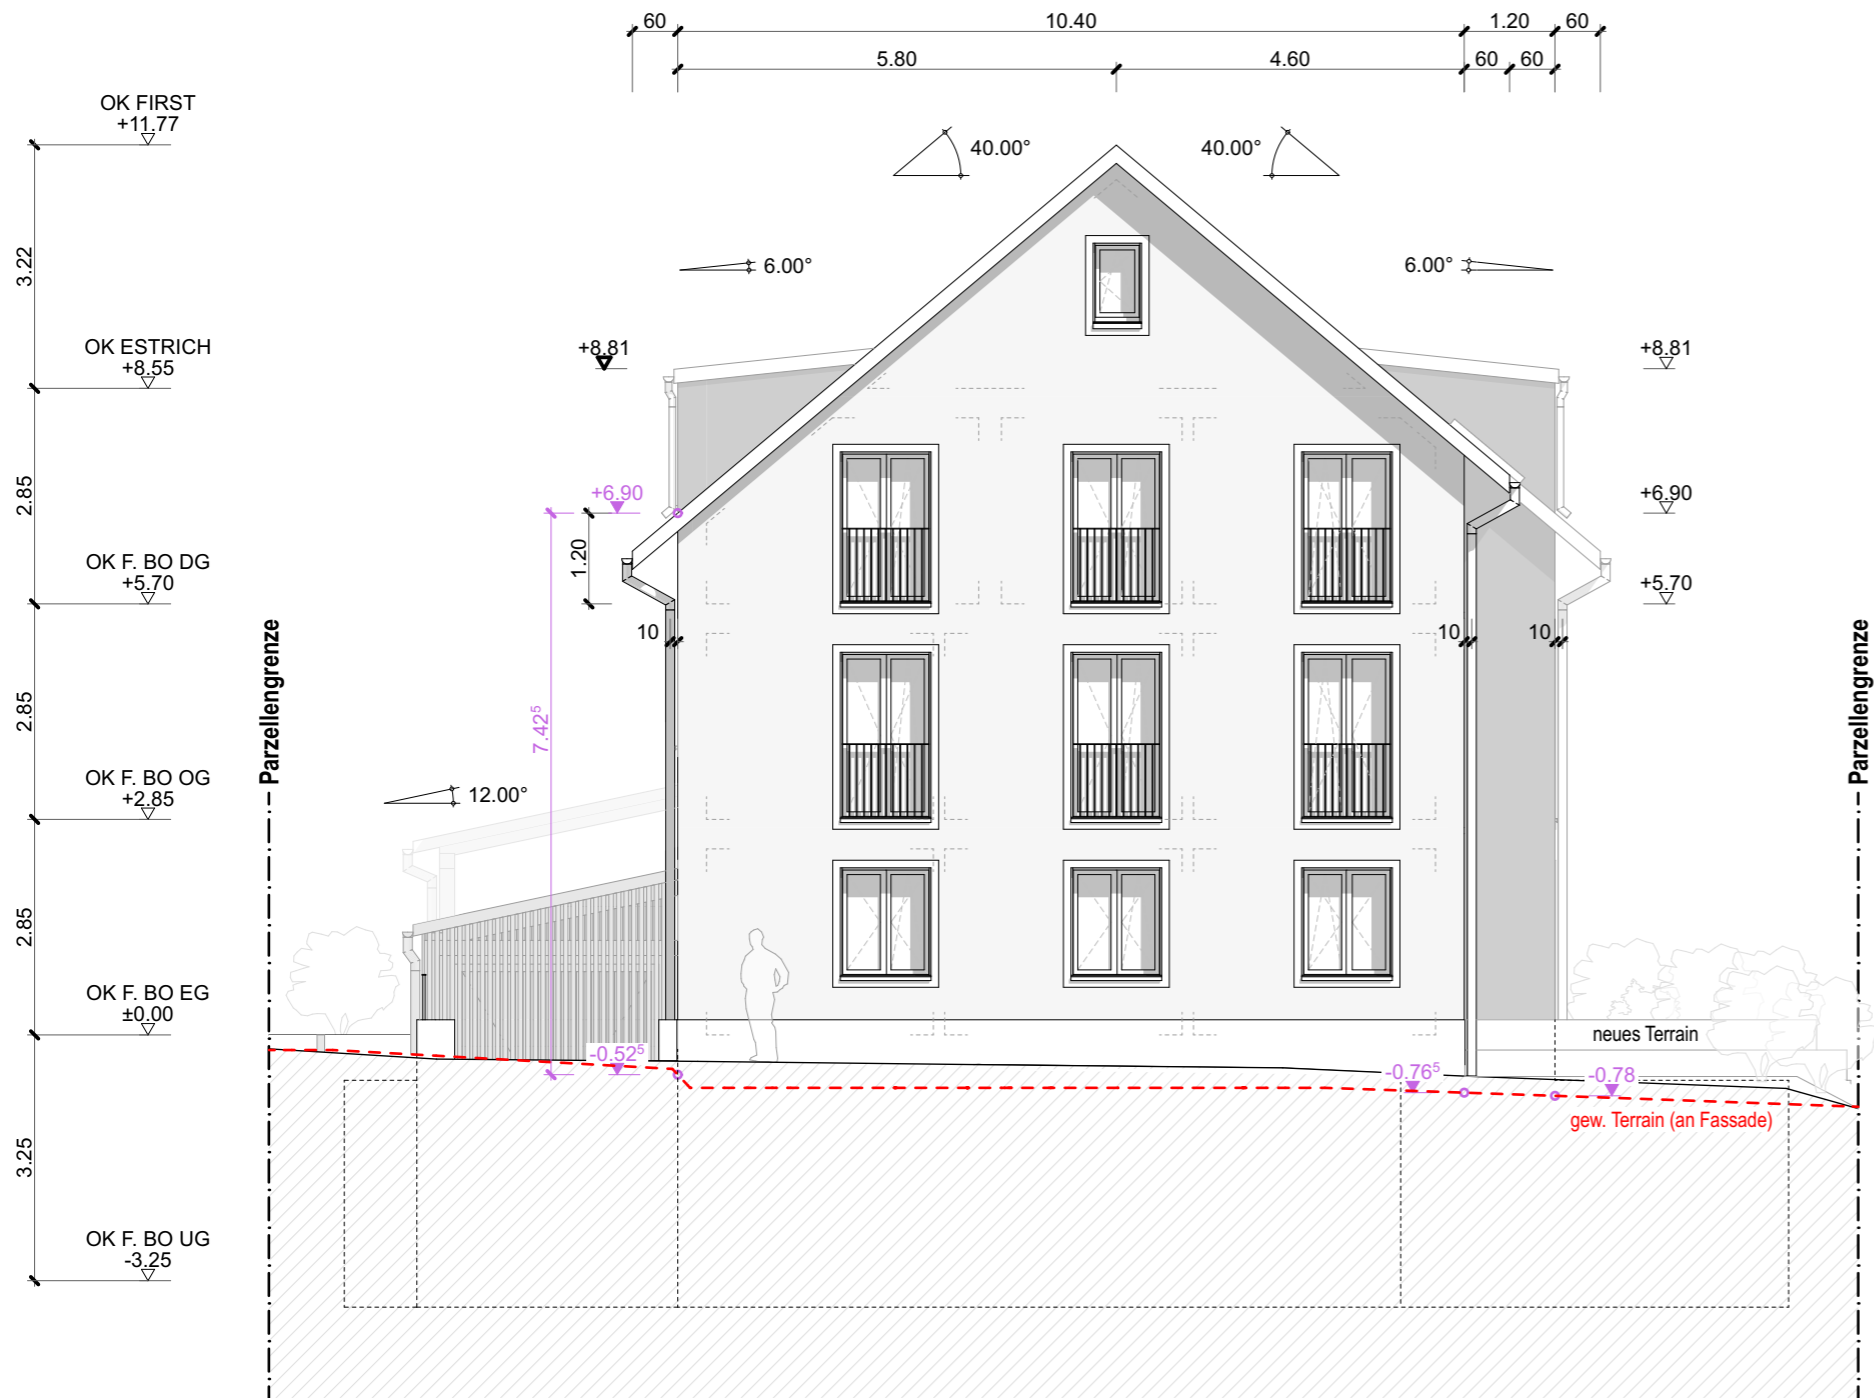 60 10.40 1.20 60
5.80 4.60 60 60
OK FIRST
+11.77
40.00° 40.00°
3.22
6.00° 6.00°
OK ESTRICH
+8.55
+8.81 +8.81
2.85
+6.90 +6.90
1.20
OK F. BO DG
+5.70
+5.70
10 10 10
Parzellengrenze
Parzellengrenze
2.85
7.42⁵
OK F. BO OG
+2.85
12.00°
2.85
OK F. BO EG
±0.00
neues Terrain
-0.52⁵
-0.76⁵
-0.78
gew. Terrain (an Fassade)
3.25
OK F. BO UG
-3.25